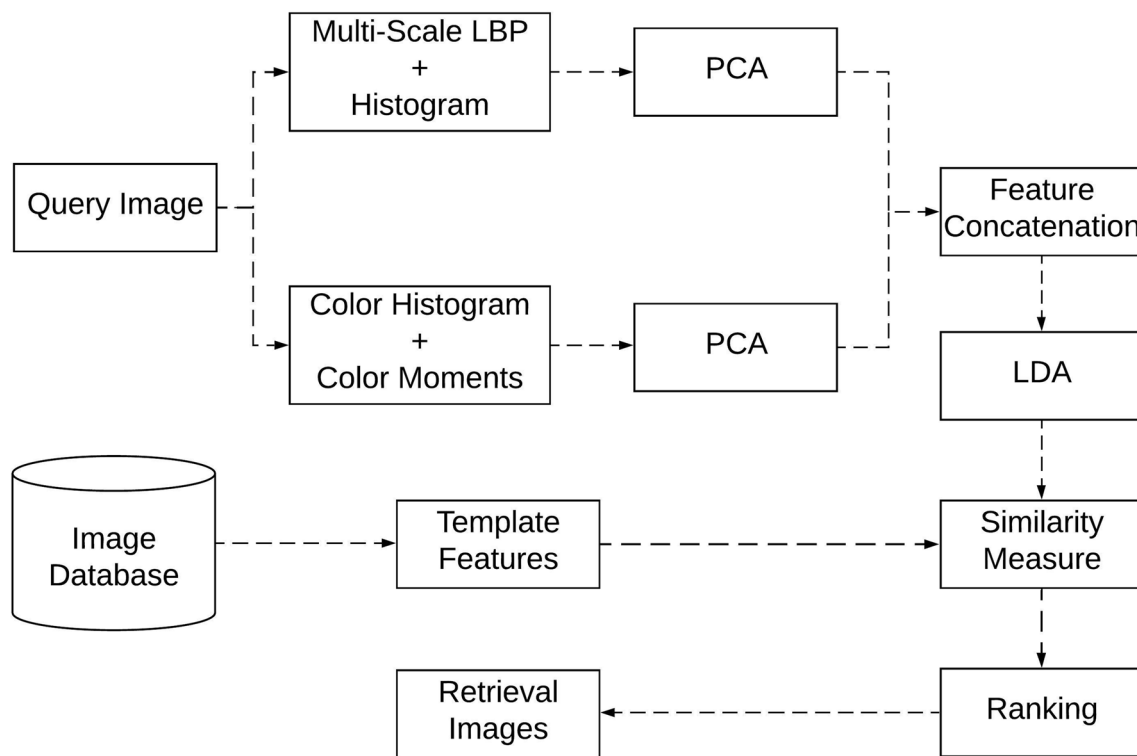 Multi-Scale LBP
+
Histogram
PCA
Query Image
Feature
Concatenation
Color Histogram
+
Color Moments
PCA
LDA
Image
Database
Template
Features
Similarity
Measure
Retrieval
Images
Ranking